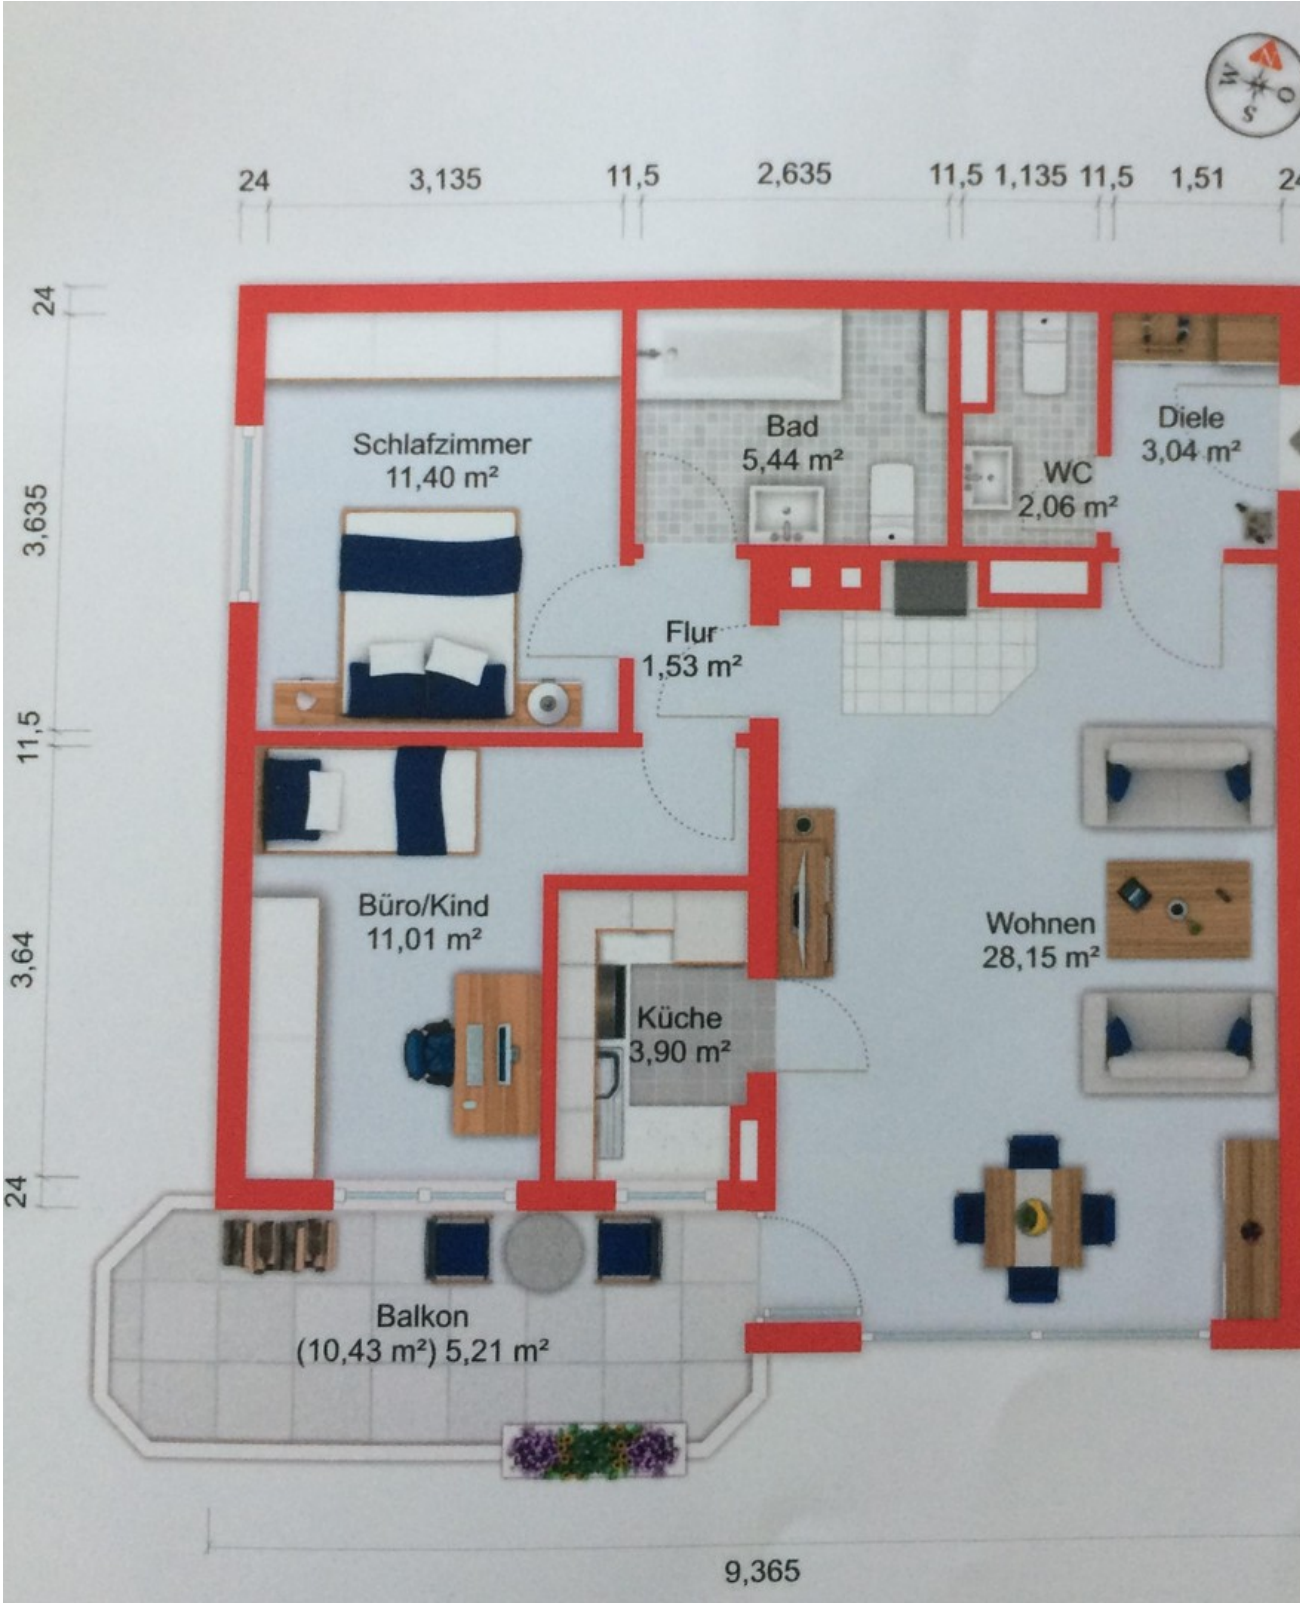 N
W
O
S
24 3,135 11,5 2,635 11,5 1,135 11,5 1,51 24
24
3,635
11,5
3,64
24
Schlafzimmer
11,40 m²
Bad
5,44 m²
WC
2,06 m²
Diele
3,04 m²
Flur
1,53 m²
Büro/Kind
11,01 m²
Küche
3,90 m²
Wohnen
28,15 m²
Balkon
(10,43 m²) 5,21 m²
9,365